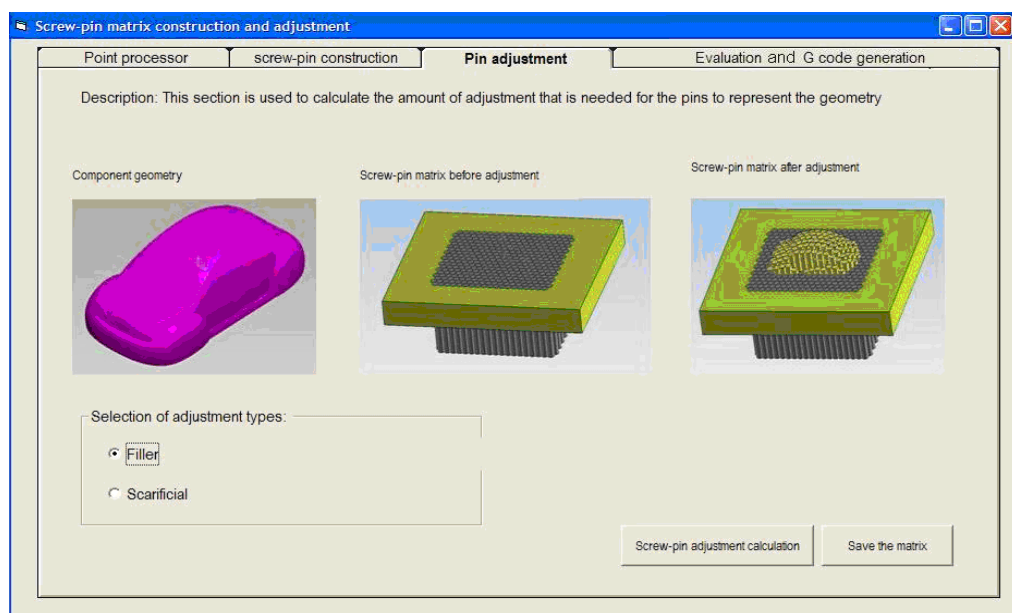 Screw-pin matrix construction and adjustment
Point processor
screw-pin construction
Pin adjustment
Evaluation and G code generation
Description: This section is used to calculate the amount of adjustment that is needed for the pins to represent the geometry
Component geometry
Screw-pin matrix before adjustment
Screw-pin matrix after adjustment
Selection of adjustment types:
Filler
Scarificial
Screw-pin adjustment calculation
Save the matrix